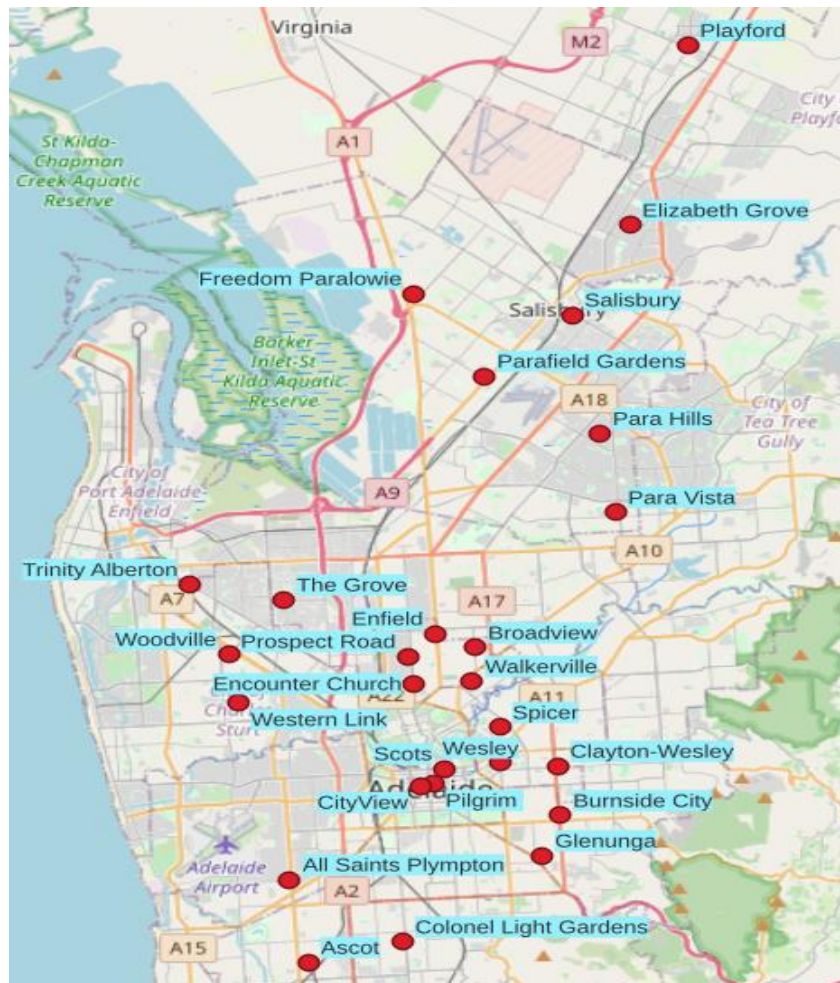 Virginia
M2
Playford
City o
Playfo
A1
St Kilda-
Chapman
Creek Aquatic
Reserve
Elizabeth Grove
Freedom Paralowie
Salisbury
Salisbury
Barker
Inlet-St
Kilda Aquatic
Reserve
Parafield Gardens
A18
City of
Tea Tree
Gully
Para Hills
City of
Port Adelaide-
Enfield
A9
Para Vista
A10
Trinity Alberton
A7
The Grove
A17
Enfield
Broadview
Woodville
Prospect Road
Walkerville
Encounter Church
A22
A11
Western Link
Sturt
Spicer
Scots
Wesley
Clayton-Wesley
Adelaide
CityView
Pilgrim
Burnside City
Glenunga
Adelaide
Airport
All Saints Plympton
A2
Colonel Light Gardens
A15
Ascot